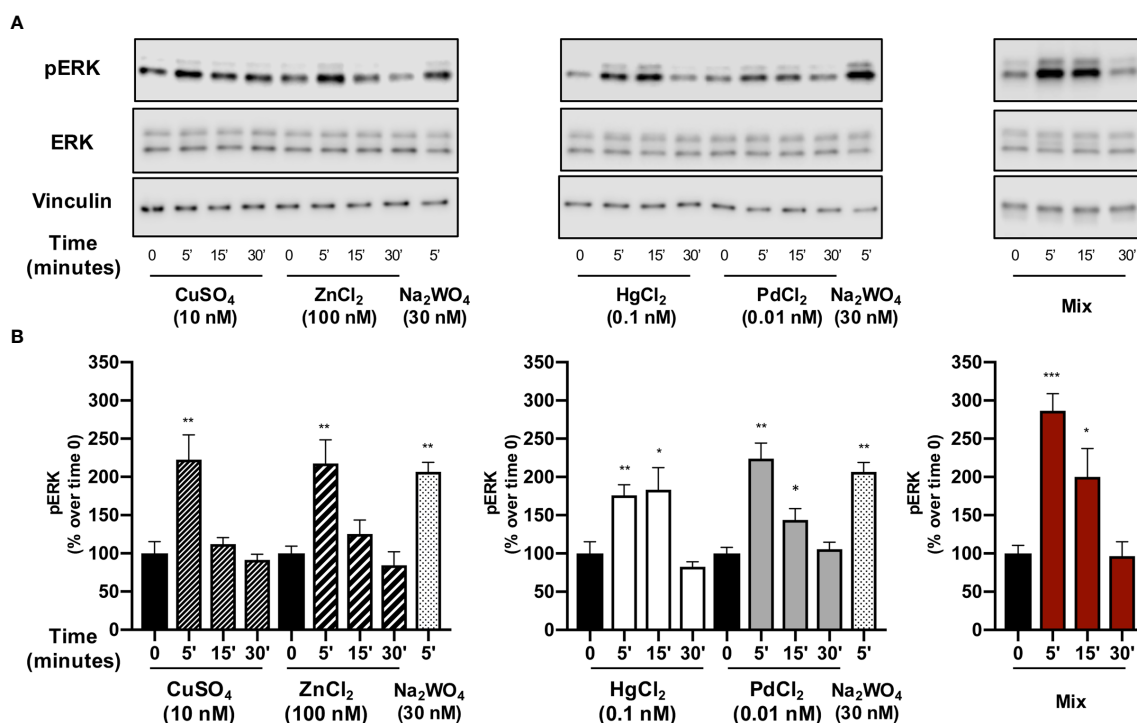 A
pERK
ERK
Vinculin
Time
(minutes)
0 5' 15' 30' 0 5' 15' 30' 5'
CuSO₄
(10 nM)
ZnCl₂
(100 nM)
Na₂WO₄
(30 nM)
0 5' 15' 30' 0 5' 15' 30' 5'
HgCl₂
(0.1 nM)
PdCl₂
(0.01 nM)
Na₂WO₄
(30 nM)
0 5' 15' 30'
Mix
B
pERK
(% over time 0)
350
300
250
200
150
100
50
0
** ** **
Time
(minutes)
0 5' 15' 30' 0 5' 15' 30' 5'
CuSO₄
(10 nM)
ZnCl₂
(100 nM)
Na₂WO₄
(30 nM)
pERK
(% over time 0)
350
300
250
200
150
100
50
0
** * ** * **
0 5' 15' 30' 0 5' 15' 30' 5'
HgCl₂
(0.1 nM)
PdCl₂
(0.01 nM)
Na₂WO₄
(30 nM)
pERK
(% over time 0)
350
300
250
200
150
100
50
0
*** *
0 5' 15' 30'
Mix